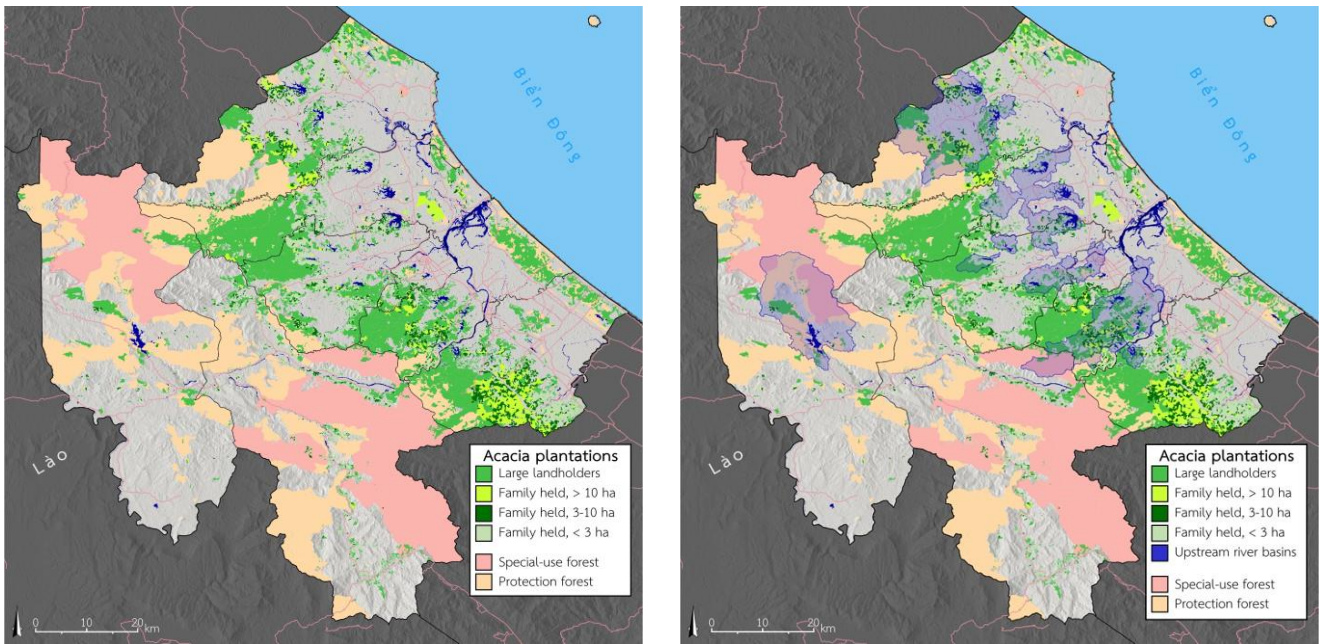 Biển Đông
Lào
Acacia plantations
Large landholders
Family held, > 10 ha
Family held, 3-10 ha
Family held, < 3 ha
Special-use forest
Protection forest
0 10 20
km
Biển Đông
Lào
Acacia plantations
Large landholders
Family held, > 10 ha
Family held, 3-10 ha
Family held, < 3 ha
Upstream river basins
Special-use forest
Protection forest
0 10 20
km